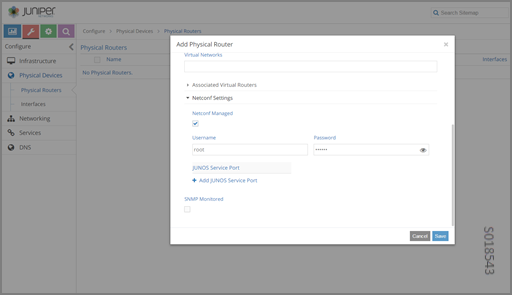 JUNIPER
NETWORKS
Search Sitemap
Configure > Physical Devices > Physical Routers
Configure
Infrastructure
Physical Devices
Physical Routers
Interfaces
Networking
Services
DNS
Physical Routers
Name
Interfaces
No Physical Routers.
Add Physical Router
×
Virtual Networks
Associated Virtual Routers
Netconf Settings
Netconf Managed
Username
Password
root
••••••
JUNOS Service Port
+ Add JUNOS Service Port
SNMP Monitored
Cancel
Save
S018543